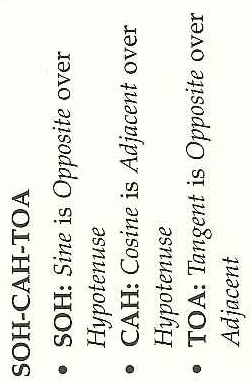 SOH-CAH-TOA
• SOH: Sine is Opposite over
Hypotenuse
• CAH: Cosine is Adjacent over
Hypotenuse
• TOA: Tangent is Opposite over
Adjacent